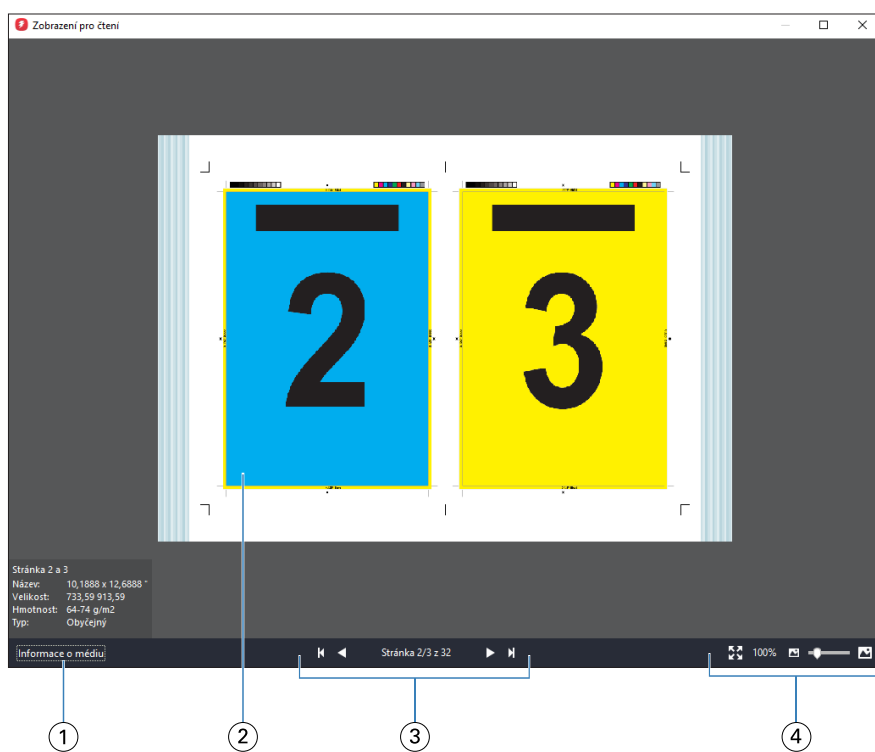 Zobrazení pro čtení
2
3
Stránka 2 a 3
Název: 10,1888 x 12,6888 "
Velikost: 733,59 913,59
Hmotnost: 64-74 g/m2
Typ: Obyčejný
Informace o médiu
Stránka 2/3 z 32
100%
1
2
3
4